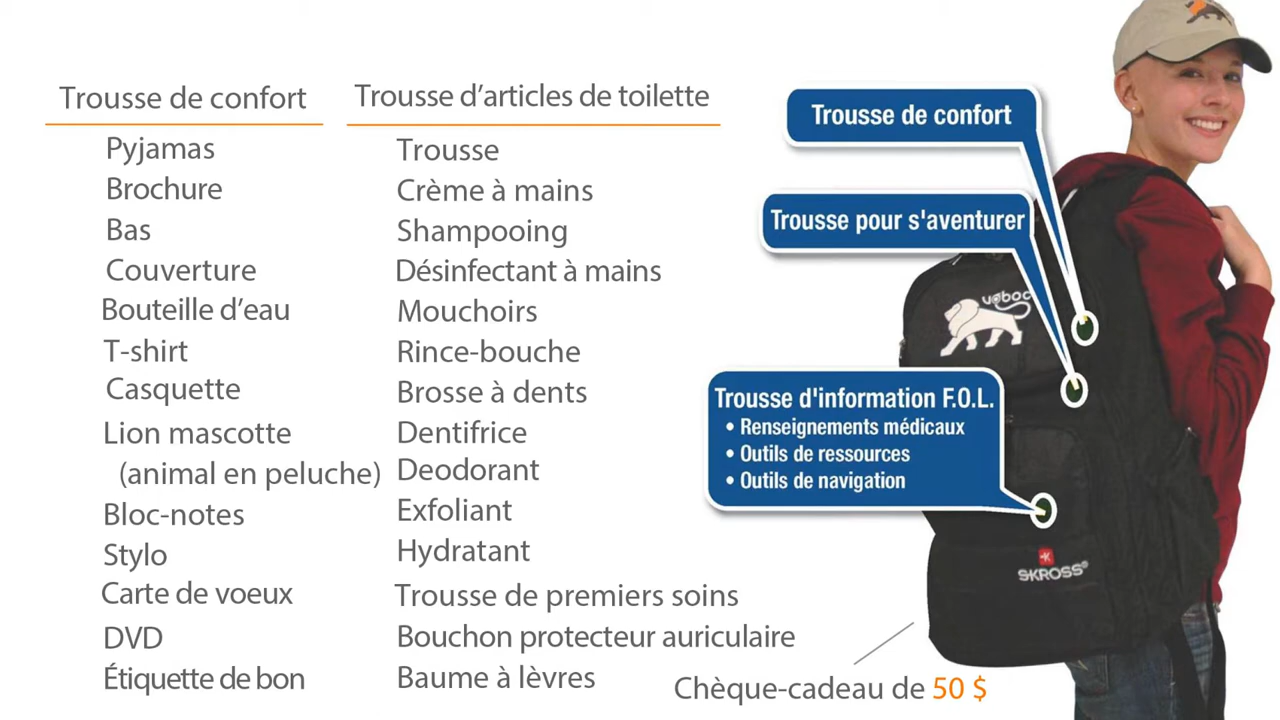 Trousse de confort
Pyjamas
Brochure
Bas
Couverture
Bouteille d’eau
T-shirt
Casquette
Lion mascotte
(animal en peluche)
Bloc-notes
Stylo
Carte de voeux
DVD
Étiquette de bon
Trousse d’articles de toilette
Trousse
Crème à mains
Shampooing
Désinfectant à mains
Mouchoirs
Rince-bouche
Brosse à dents
Dentifrice
Deodorant
Exfoliant
Hydratant
Trousse de premiers soins
Bouchon protecteur auriculaire
Baume à lèvres
Trousse de confort
Trousse pour s'aventurer
Trousse d'information F.O.L.
• Renseignements médicaux
• Outils de ressources
• Outils de navigation
SKROSS®
Chèque-cadeau de 50 $